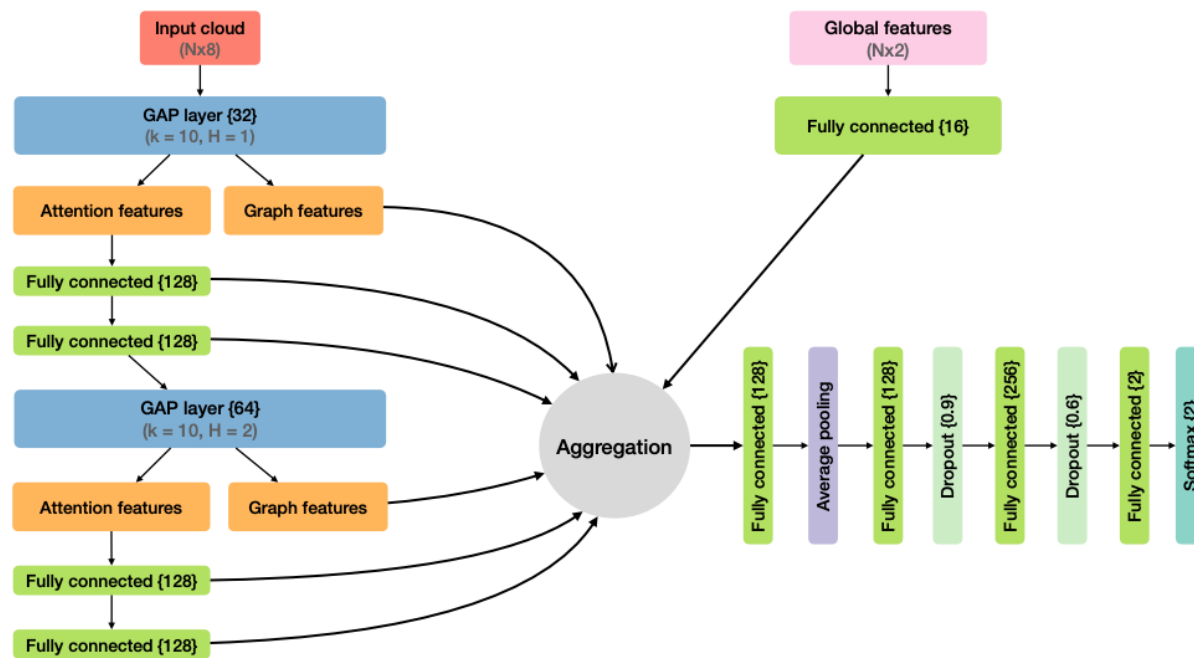 Input cloud
(Nx8)
Global features
(Nx2)
GAP layer {32}
(k = 10, H = 1)
Fully connected {16}
Attention features
Graph features
Fully connected {128}
Fully connected {128}
GAP layer {64}
(k = 10, H = 2)
Attention features
Graph features
Fully connected {128}
Fully connected {128}
Aggregation
Fully connected {128}
Average pooling
Fully connected {128}
Dropout {0.9}
Fully connected {256}
Dropout {0.6}
Fully connected {2}
Softmax {2}